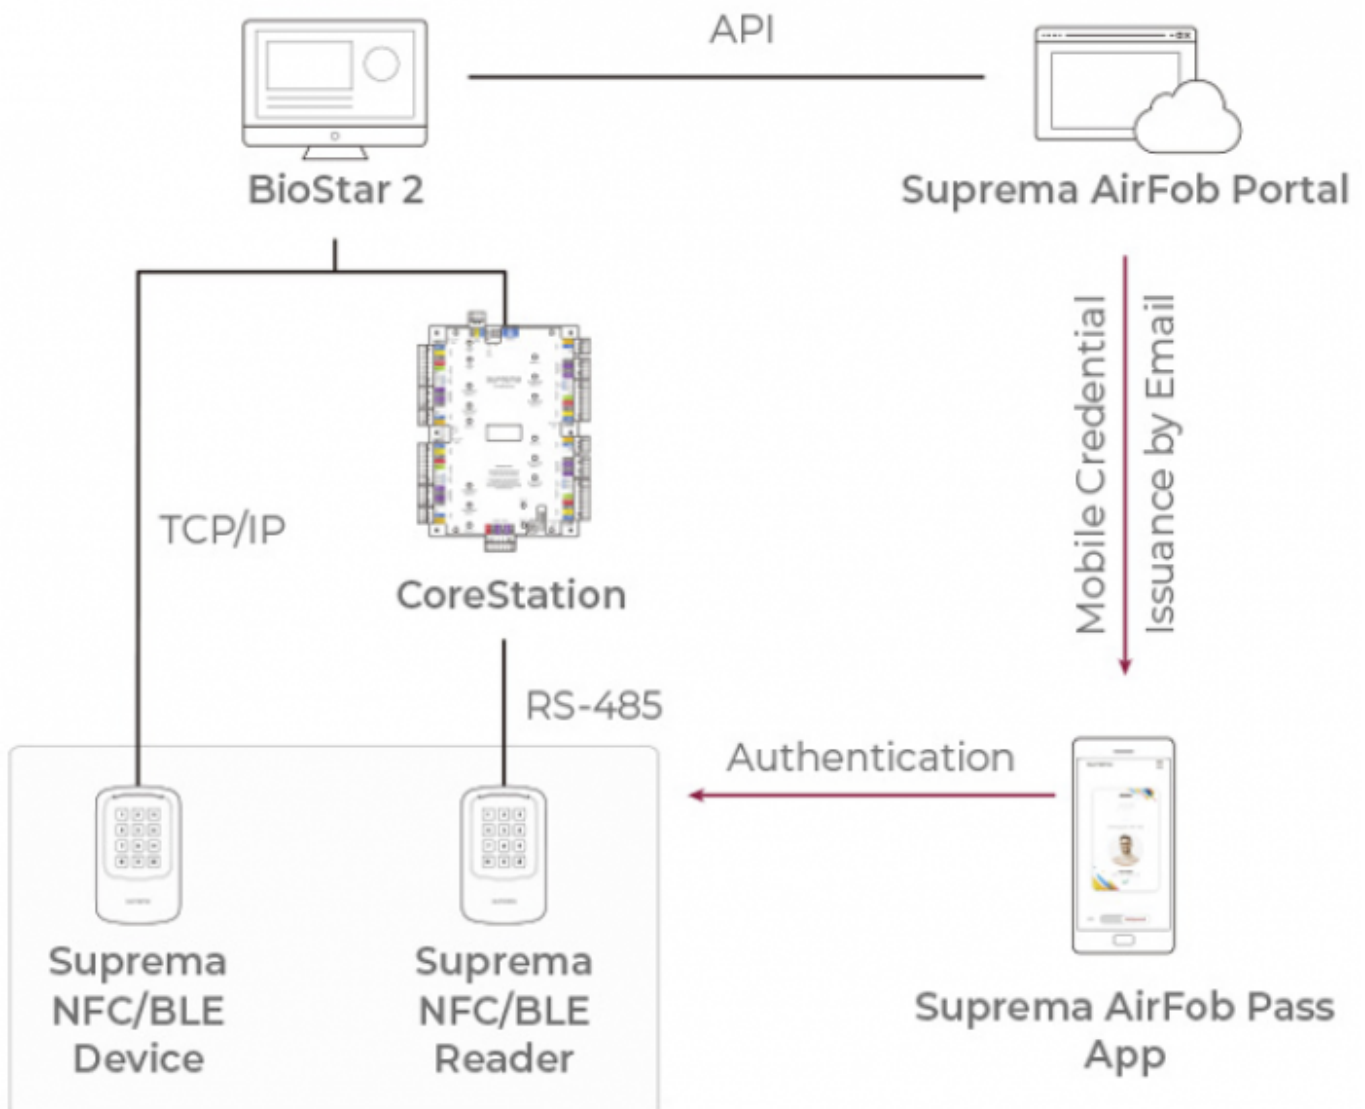 API
BioStar 2
Suprema AirFob Portal
Mobile Credential
Issuance by Email
TCP/IP
CoreStation
RS-485
Authentication
Suprema
NFC/BLE
Device
Suprema
NFC/BLE
Reader
Suprema AirFob Pass
App